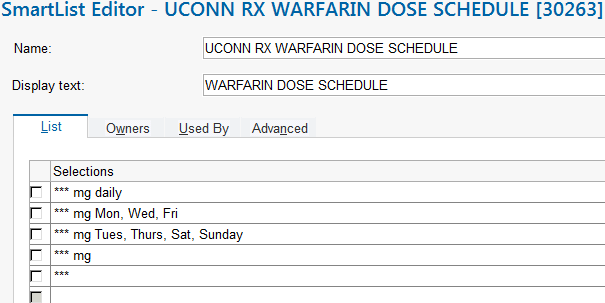 SmartList Editor - UCONN RX WARFARIN DOSE SCHEDULE [30263]
Name: UCONN RX WARFARIN DOSE SCHEDULE
Display text: WARFARIN DOSE SCHEDULE
List Owners Used By Advanced
Selections
*** mg daily
*** mg Mon, Wed, Fri
*** mg Tues, Thurs, Sat, Sunday
*** mg
***